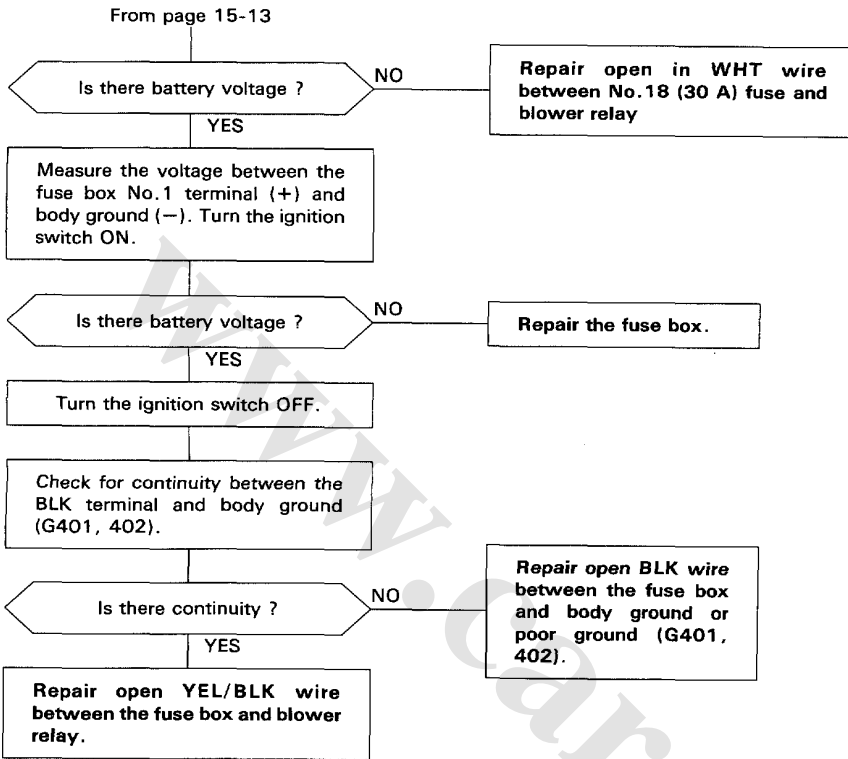 From page 15-13
Is there battery voltage ?
NO
Repair open in WHT wire
between No.18 (30 A) fuse and
blower relay
YES
Measure the voltage between the
fuse box No.1 terminal (+) and
body ground (−). Turn the ignition
switch ON.
Is there battery voltage ?
NO
Repair the fuse box.
YES
Turn the ignition switch OFF.
Check for continuity between the
BLK terminal and body ground
(G401, 402).
Is there continuity ?
NO
Repair open BLK wire
between the fuse box
and body ground or
poor ground (G401,
402).
YES
Repair open YEL/BLK wire
between the fuse box and blower
relay.
www.car